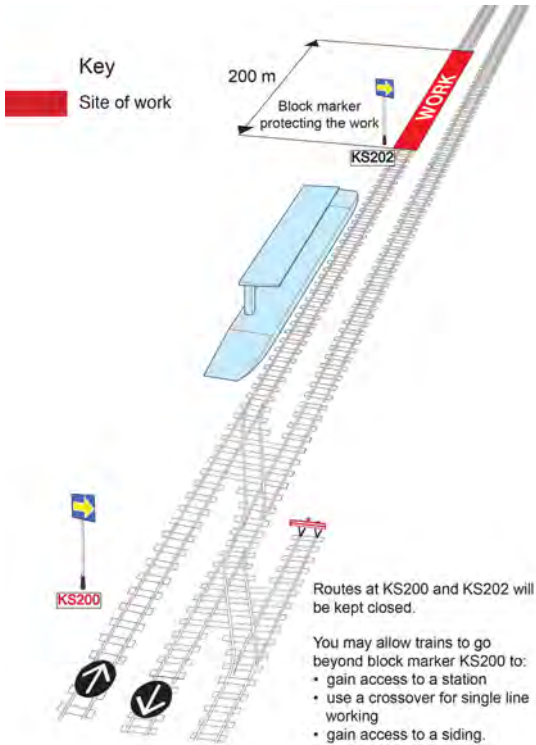 Key
Site of work
200 m
Block marker
protecting the work
WORK
KS202
KS200
Routes at KS200 and KS202 will
be kept closed.
You may allow trains to go
beyond block marker KS200 to:
• gain access to a station
• use a crossover for single line
working
• gain access to a siding.